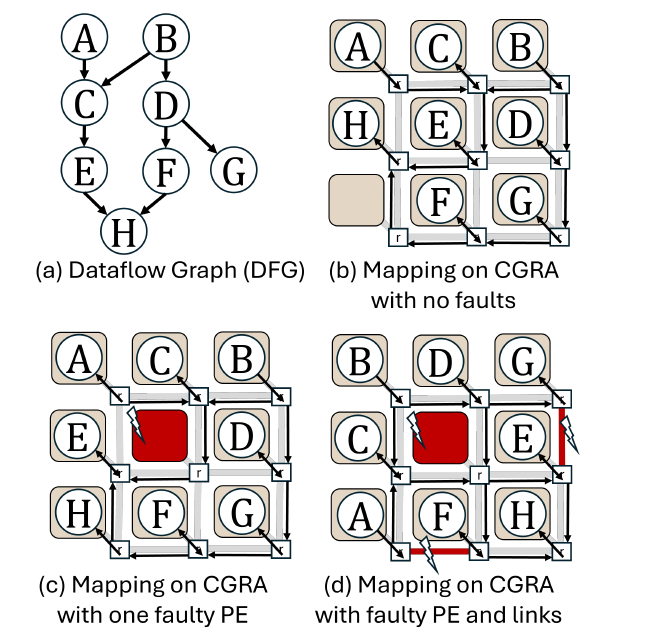 A
B
C
D
E
F
G
H
(a) Dataflow Graph (DFG)
A C B
r r r
H E D
r r r
F G
r r r
(b) Mapping on CGRA
with no faults
A C B
r r r
E D
r r r
H F G
r r r
(c) Mapping on CGRA
with one faulty PE
B D G
r r r
C E
r r r
A F H
r r r
(d) Mapping on CGRA
with faulty PE and links